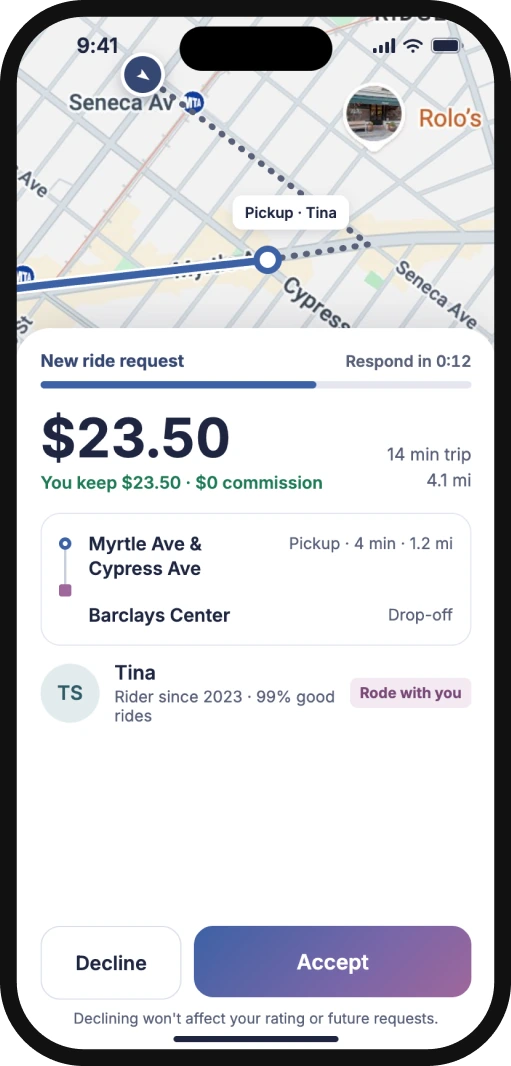 9:41
Seneca Av
MTA
Rolo's
Ave
Pickup · Tina
Seneca Ave
Cypress
st
New ride request
Respond in 0:12
$23.50
14 min trip
You keep $23.50 · $0 commission
4.1 mi
Myrtle Ave &
Pickup · 4 min · 1.2 mi
Cypress Ave
Barclays Center
Drop-off
TS
Tina
Rider since 2023 · 99% good
rides
Rode with you
Decline
Accept
Declining won't affect your rating or future requests.